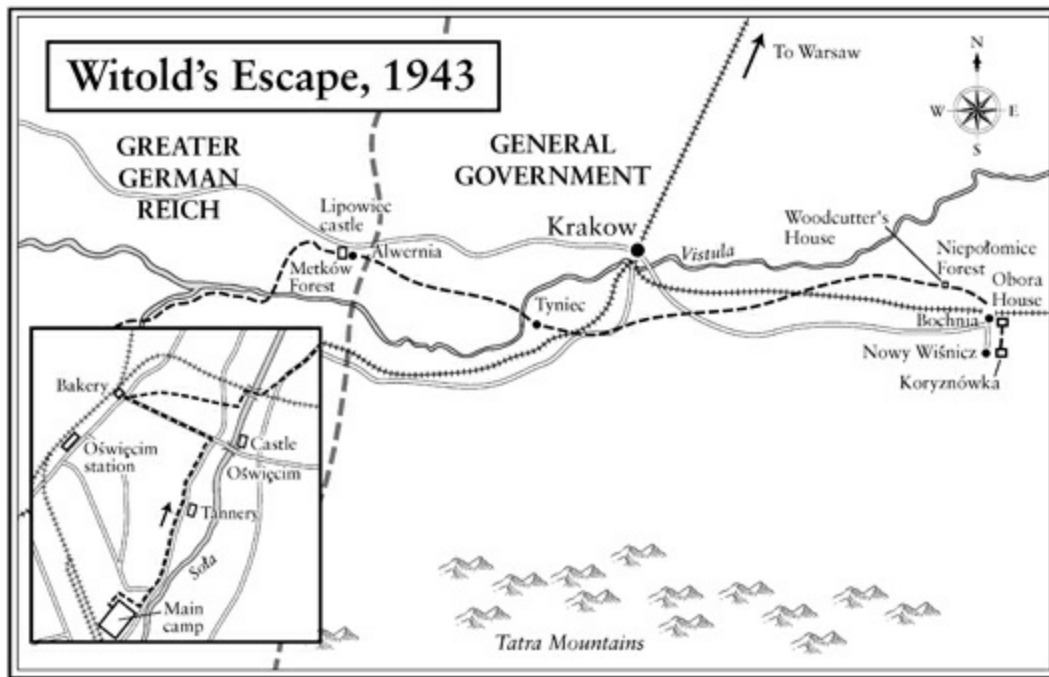 Witold's Escape, 1943
To Warsaw
N
W
E
S
GREATER
GERMAN
REICH
GENERAL
GOVERNMENT
Lipowiec
castle
Alwernia
Metków
Forest
Krakow
Vistula
Tyniec
Woodcutter's
House
Niepołomice
Forest
Obora
House
Bochnia
Nowy Wiśnicz
Koryznówka
Bakery
Oświęcim
station
Castle
Oświęcim
Tannery
Soła
Main
camp
Tatra Mountains